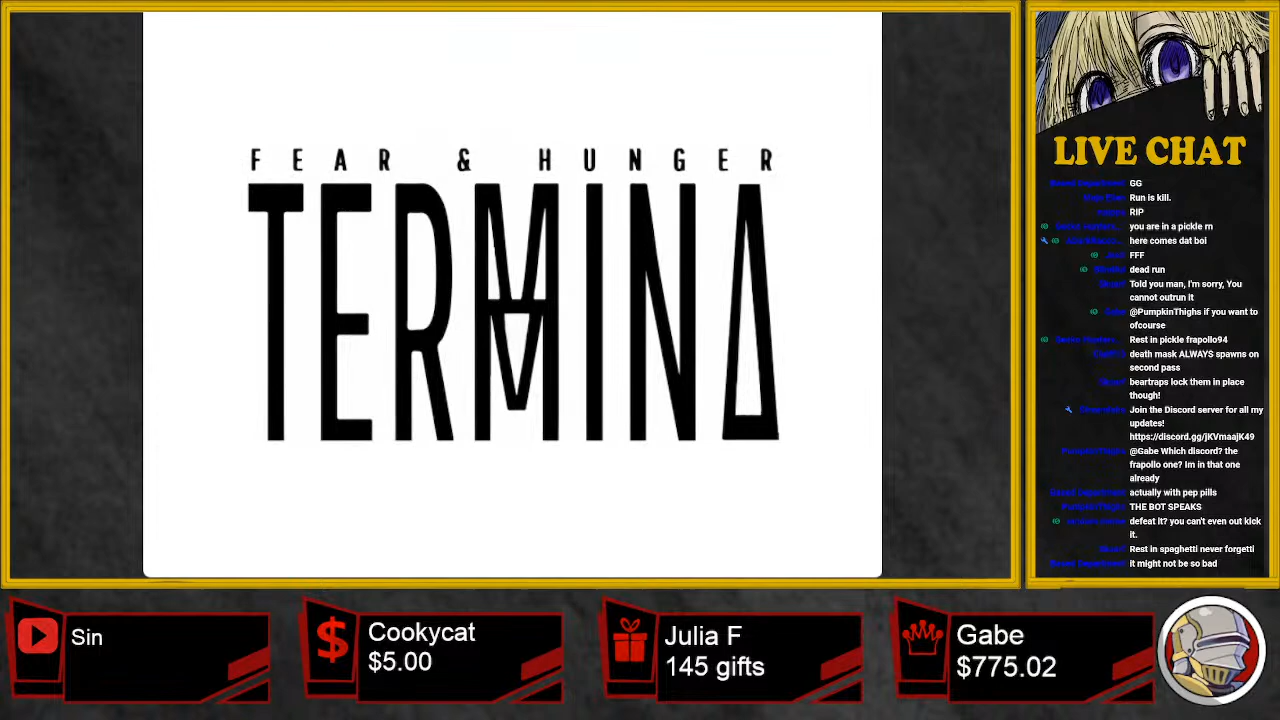 FEAR & HUNGER
TERMINA
LIVE CHAT
GG
Run is kill.
RIP
you are in a pickle rn
here comes dat boi
FFF
dead run
Told you man, I'm sorry, You
cannot outrun it
@PumpkinThighs if you want to
ofcourse
Rest in pickle frapollo94
death mask ALWAYS spawns on
second pass
beartraps lock them in place
though!
Join the Discord server for all my
updates!
https://discord.gg/jKVmaajK49
PumpkinThighs @Gabe Which discord? the
frapollo one? Im in that one
already
actually with pep pills
PumpkinThighs THE BOT SPEAKS
defeat it? you can't even out kick
it.
Rest in spaghetti never forgetti
it might not be so bad
Sin
Cookycat
$5.00
Julia F
145 gifts
Gabe
$775.02